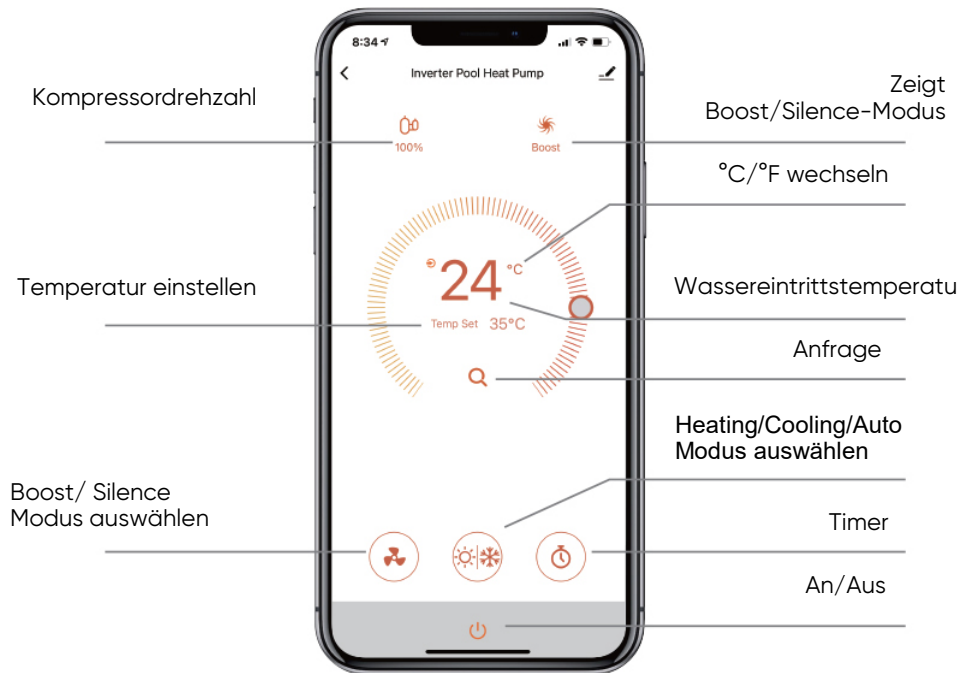 8:34
Inverter Pool Heat Pump
Kompressordrehzahl
Zeigt
Boost/Silence-Modus
100%
Boost
°C/°F wechseln
24 °C
Temperatur einstellen
Wassereintrittstemperatu
Temp Set 35°C
Anfrage
Heating/Cooling/Auto
Modus auswählen
Boost/ Silence
Modus auswählen
Timer
An/Aus